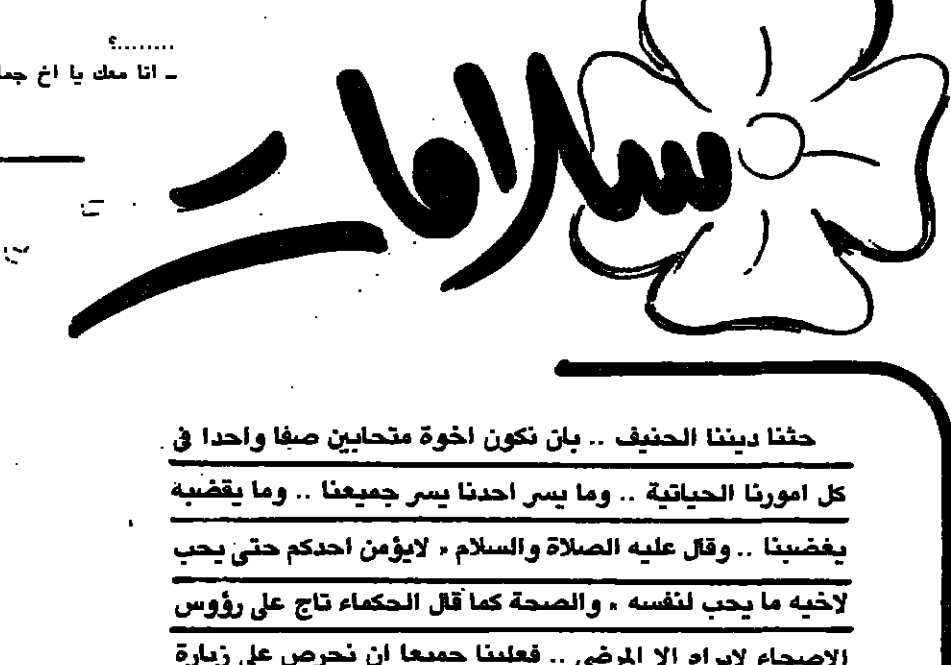 ........؟
ـ انا معك يا اخ
سلامات
حثنا ديننا الحنيف .. بان نكون اخوة متحابين صفا واحدا في
كل امورنا الحياتية .. وما يسر احدنا يسر جميعنا .. وما يقضبه
يغضبنا .. وقال عليه الصلاة والسلام « لايؤمن احدكم حتى يحب
لاخيه ما يحب لنفسه » والصحة كما قال الحكماء تاج على رؤوس
الاصحاء لايراه الا المرضى .. فعلينا جميعا ان نحرص على زيارة